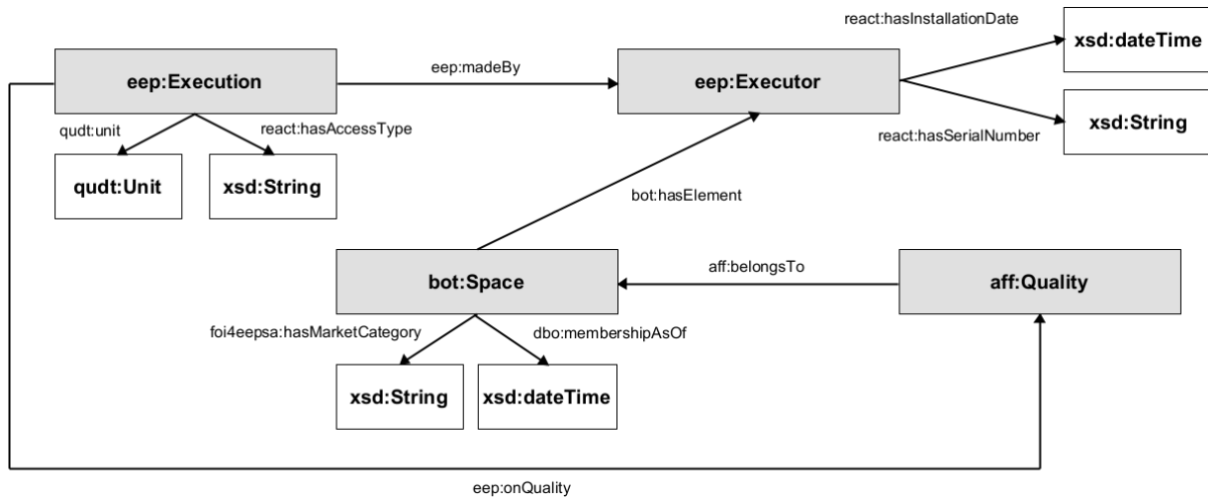 react:hasInstallationDate
xsd:dateTime
eep:Execution
eep:madeBy
eep:Executor
qudt:unit
react:hasAccessType
xsd:String
react:hasSerialNumber
qudt:Unit
xsd:String
bot:hasElement
bot:Space
aff:belongsTo
aff:Quality
foi4eepsa:hasMarketCategory
dbo:membershipAsOf
xsd:String
xsd:dateTime
eep:onQuality